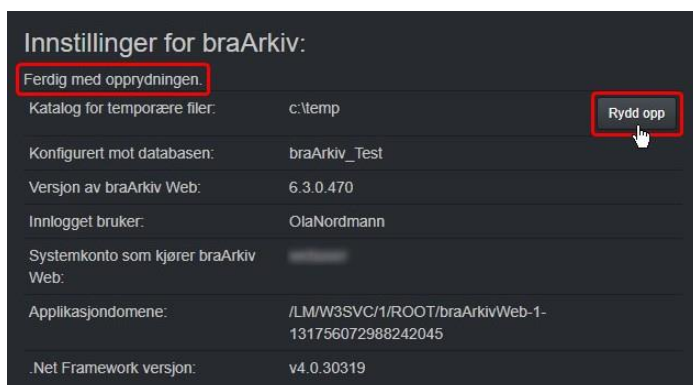 Innstillinger for braArkiv:
Ferdig med opprydningen.
Katalog for temporære filer: c:\temp Rydd opp
Konfigurert mot databasen: braArkiv_Test
Versjon av braArkiv Web: 6.3.0.470
Innlogget bruker: OlaNordmann
Systemkonto som kjører braArkiv
Web:
Applikasjondomene: /LM/W3SVC/1/ROOT/braArkivWeb-1-
131756072988242045
.Net Framework versjon: v4.0.30319